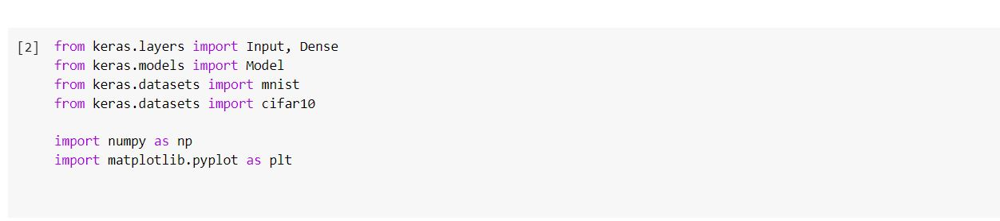 [2] from keras.layers import Input, Dense
from keras.models import Model
from keras.datasets import mnist
from keras.datasets import cifar10
import numpy as np
import matplotlib.pyplot as plt